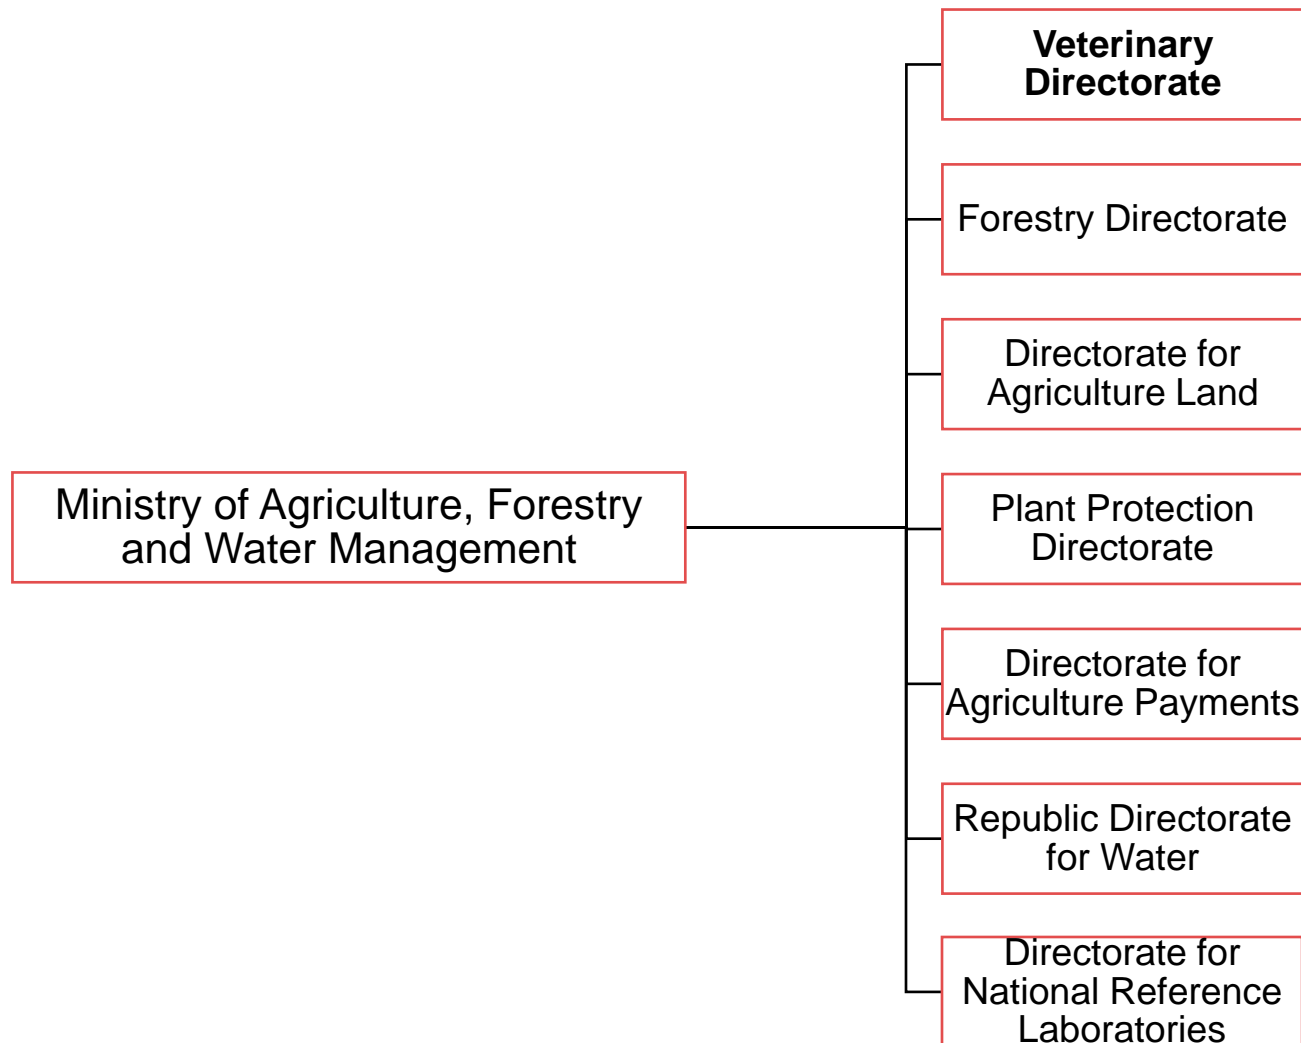 Veterinary
Directorate
Forestry Directorate
Directorate for
Agriculture Land
Ministry of Agriculture, Forestry
and Water Management
Plant Protection
Directorate
Directorate for
Agriculture Payments
Republic Directorate
for Water
Directorate for
National Reference
Laboratories